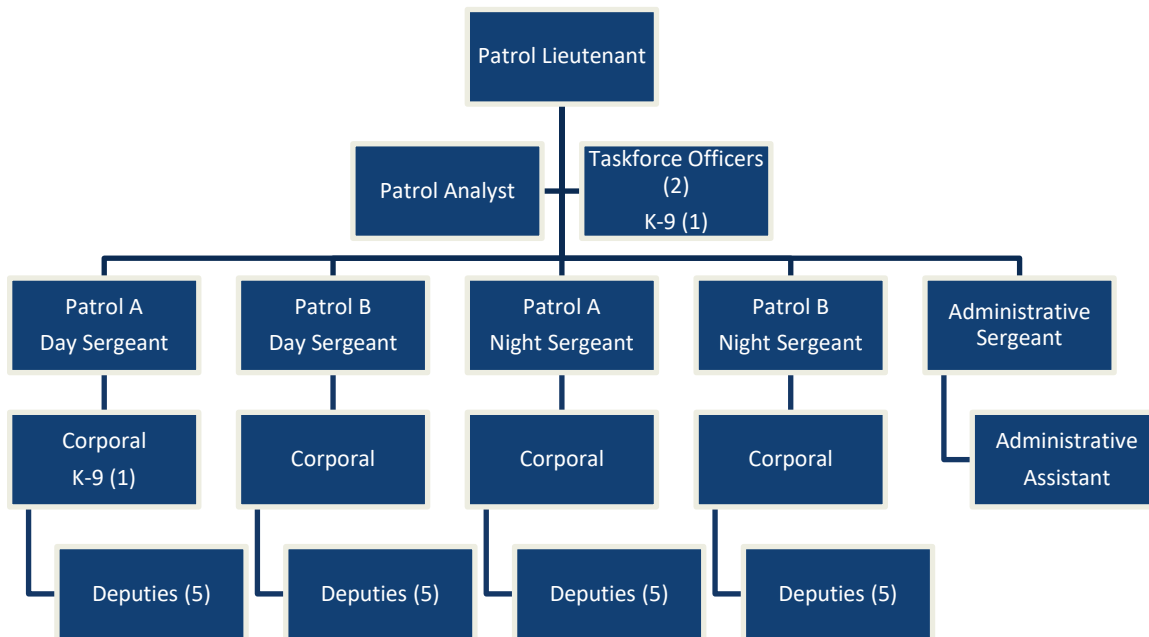 Patrol Lieutenant
Patrol Analyst
Taskforce Officers
(2)
K-9 (1)
Patrol A
Day Sergeant
Patrol B
Day Sergeant
Patrol A
Night Sergeant
Patrol B
Night Sergeant
Administrative
Sergeant
Corporal
K-9 (1)
Corporal
Corporal
Corporal
Administrative
Assistant
Deputies (5)
Deputies (5)
Deputies (5)
Deputies (5)